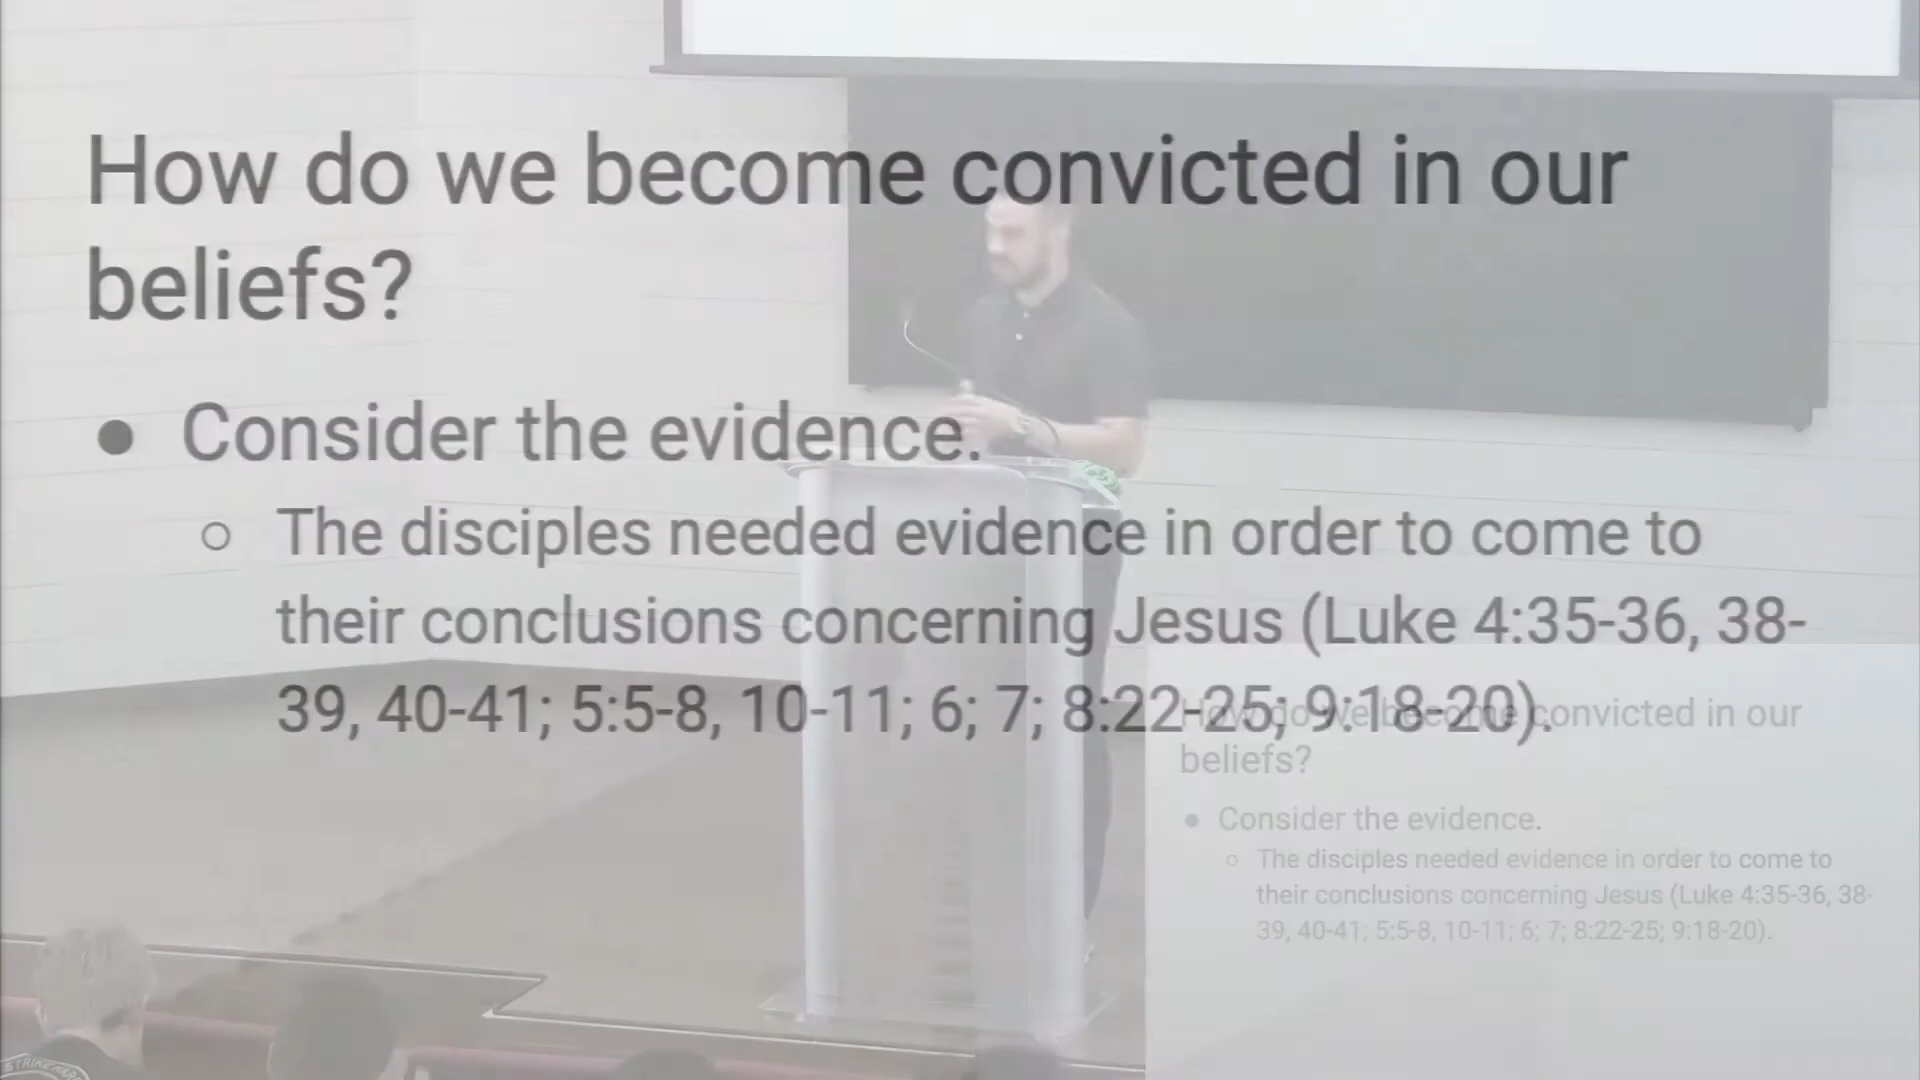 How do we become convicted in our
beliefs?
● Consider the evidence.
○ The disciples needed evidence in order to come to
their conclusions concerning Jesus (Luke 4:35-36, 38-
39, 40-41; 5:5-8, 10-11; 6; 7; 8:22-25; 9:18-20).
How do we become convicted in our
beliefs?
● Consider the evidence.
○ The disciples needed evidence in order to come to
their conclusions concerning Jesus (Luke 4:35-36, 38-
39, 40-41; 5:5-8, 10-11; 6; 7; 8:22-25; 9:18-20).
STRIKE HARD